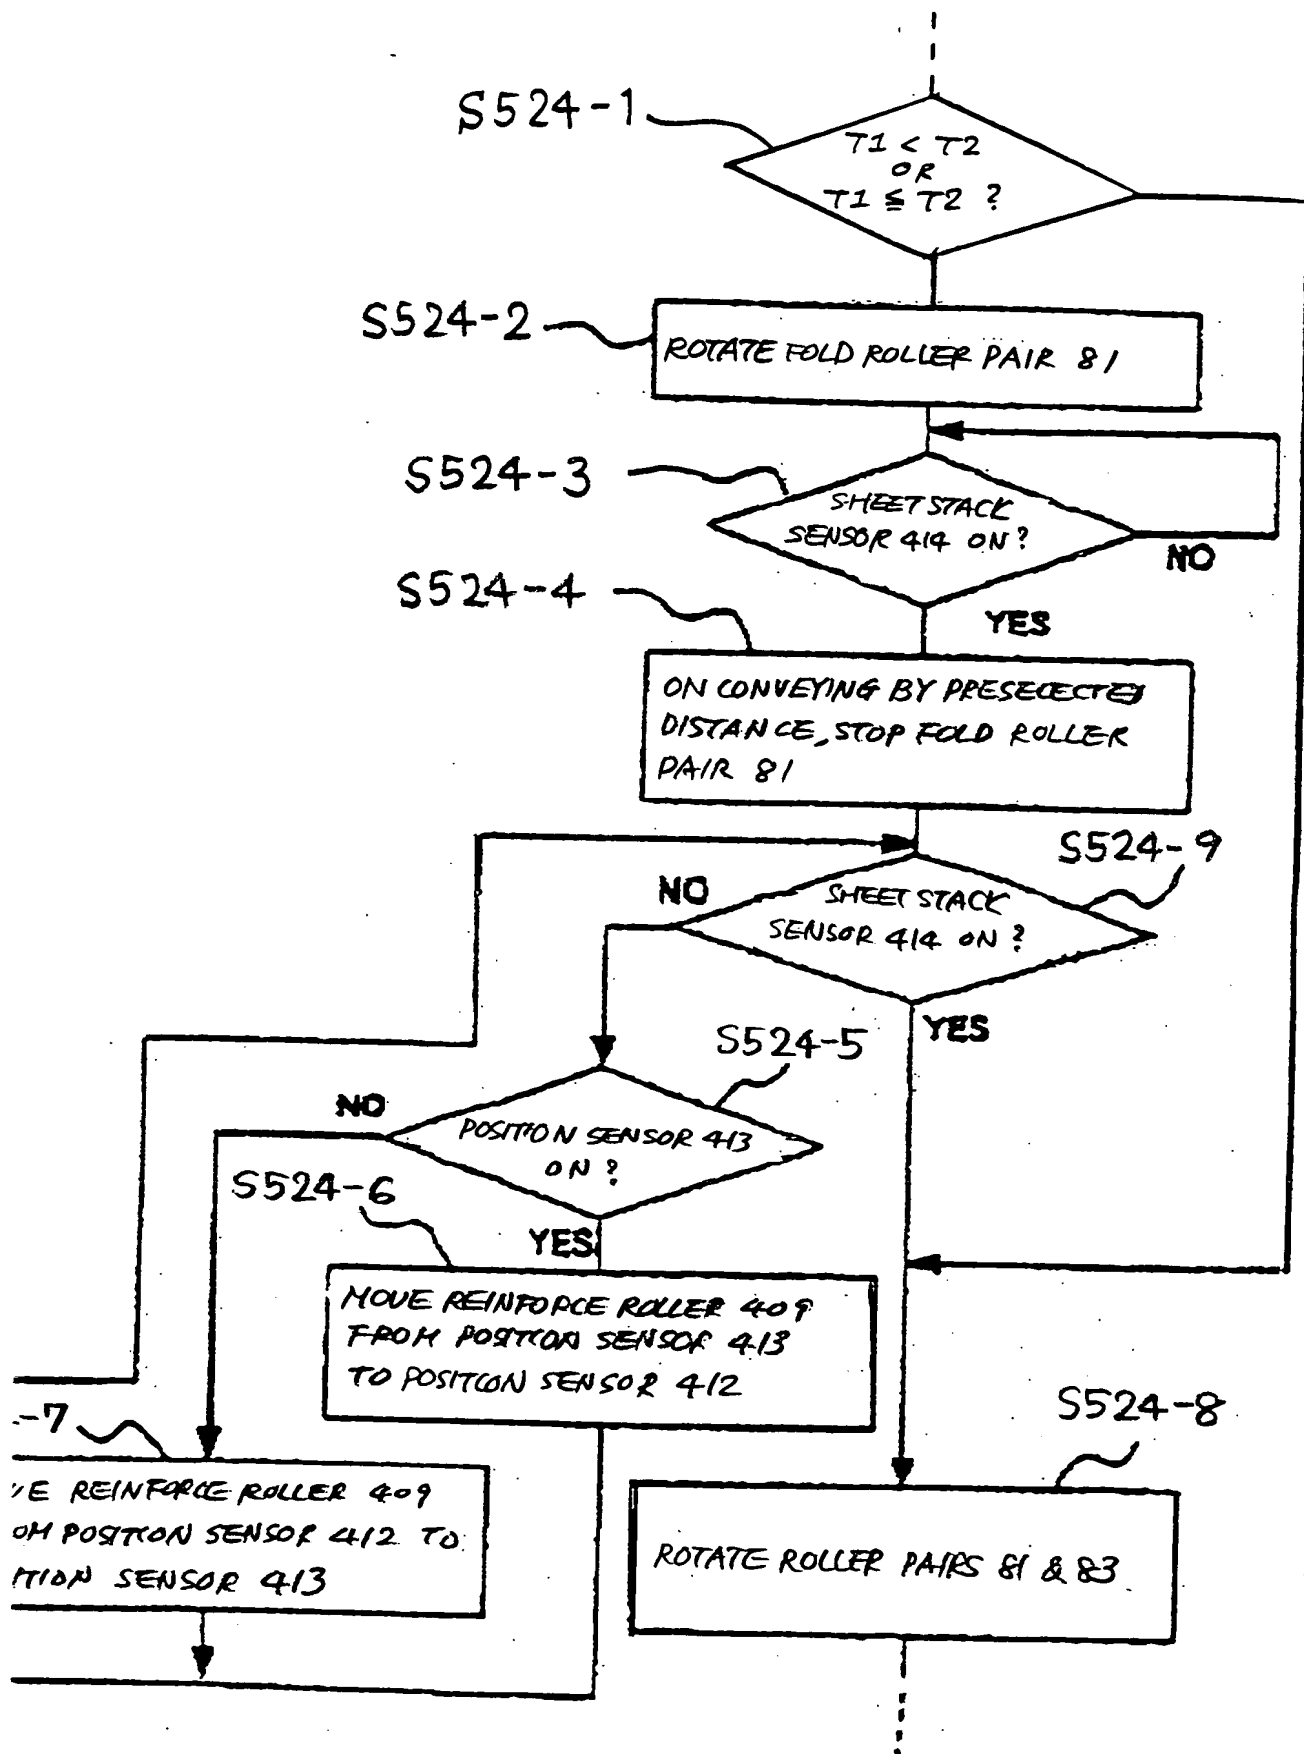 S524-1
T1 < T2
OR
T1 ≦ T2 ?
S524-2
ROTATE FOLD ROLLER PAIR 81
S524-3
SHEET STACK
SENSOR 414 ON?
NO
S524-4
YES
ON CONVEYING BY PRESELECTED
DISTANCE, STOP FOLD ROLLER
PAIR 81
S524-9
NO
SHEET STACK
SENSOR 414 ON?
YES
S524-5
NO
POSITION SENSOR 413
ON?
S524-6
YES
MOVE REINFORCE ROLLER 409
FROM POSITION SENSOR 413
TO POSITION SENSOR 412
-7
S524-8
VE REINFORCE ROLLER 409
OM POSITION SENSOR 412 TO
ITION SENSOR 413
ROTATE ROLLER PAIRS 81 & 83